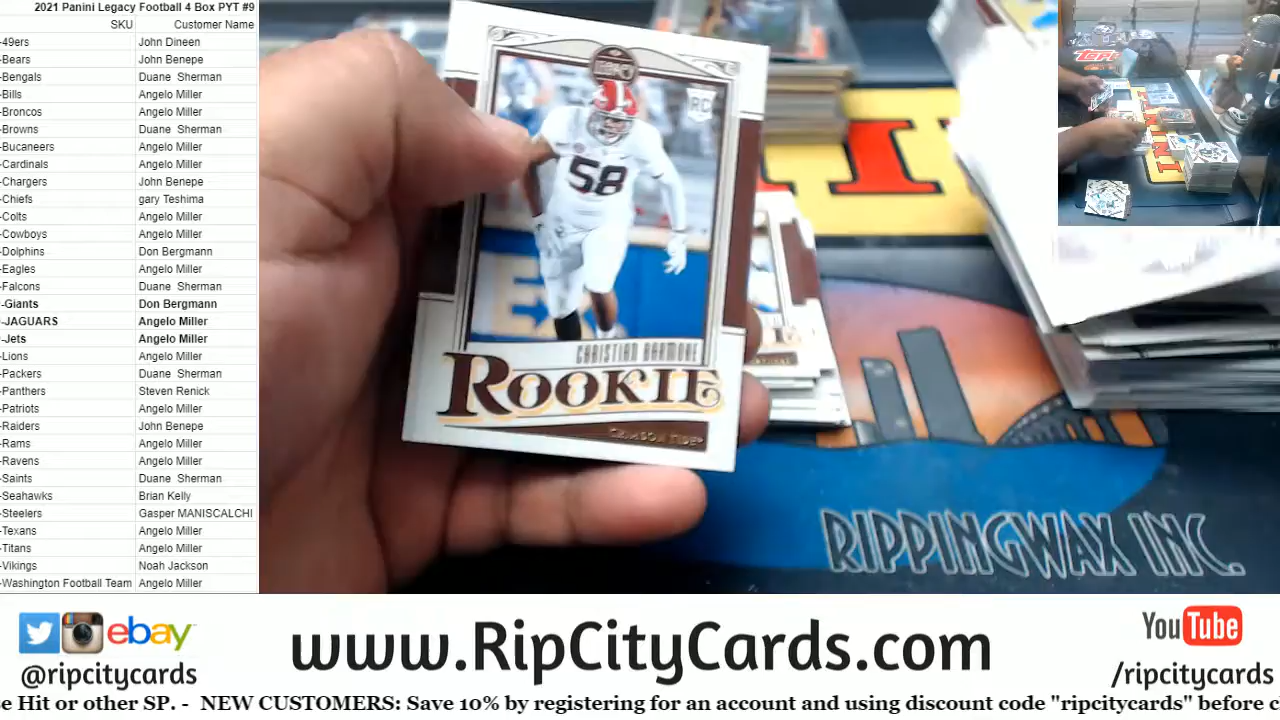 2021 Panini Legacy Football 4 Box PYT #9
SKU Customer Name
-49ers John Dineen
-Bears John Benepe
-Bengals Duane Sherman
-Bills Angelo Miller
-Broncos Angelo Miller
-Browns Duane Sherman
-Bucaneers Angelo Miller
-Cardinals Angelo Miller
-Chargers John Benepe
-Chiefs gary Teshima
-Colts Angelo Miller
-Cowboys Angelo Miller
-Dolphins Don Bergmann
-Eagles Angelo Miller
-Falcons Duane Sherman
-Giants Don Bergmann
-JAGUARS Angelo Miller
-Jets Angelo Miller
-Lions Angelo Miller
-Packers Duane Sherman
-Panthers Steven Renick
-Patriots Angelo Miller
-Raiders John Benepe
-Rams Angelo Miller
-Ravens Angelo Miller
-Saints Duane Sherman
-Seahawks Brian Kelly
-Steelers Gasper MANISCALCHI
-Texans Angelo Miller
-Titans Angelo Miller
-Vikings Noah Jackson
-Washington Football Team Angelo Miller
RC
58
CHRISTIAN BARMORE
ROOKIE
CRIMSON TIDE
RIPPINGWAX INC.
ebay
@ripcitycards
www.RipCityCards.com
YouTube
/ripcitycards
e Hit or other SP. - NEW CUSTOMERS: Save 10% by registering for an account and using discount code "ripcitycards" before c